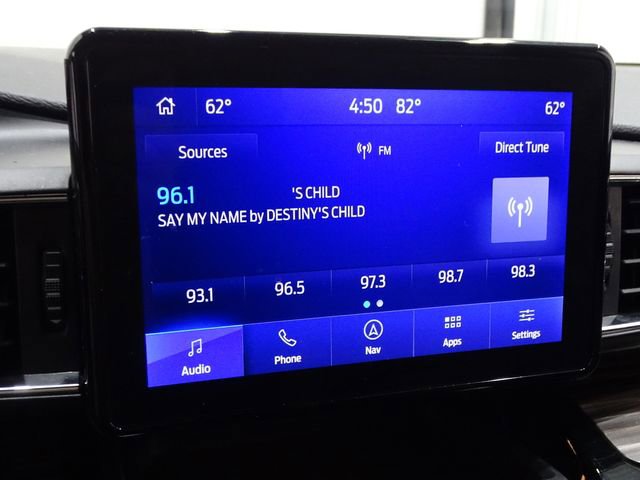 62° 4:50 82° 62°
Sources FM Direct Tune
96.1 'S CHILD
SAY MY NAME by DESTINY'S CHILD
93.1 96.5 97.3 98.7 98.3
Audio Phone Nav Apps Settings